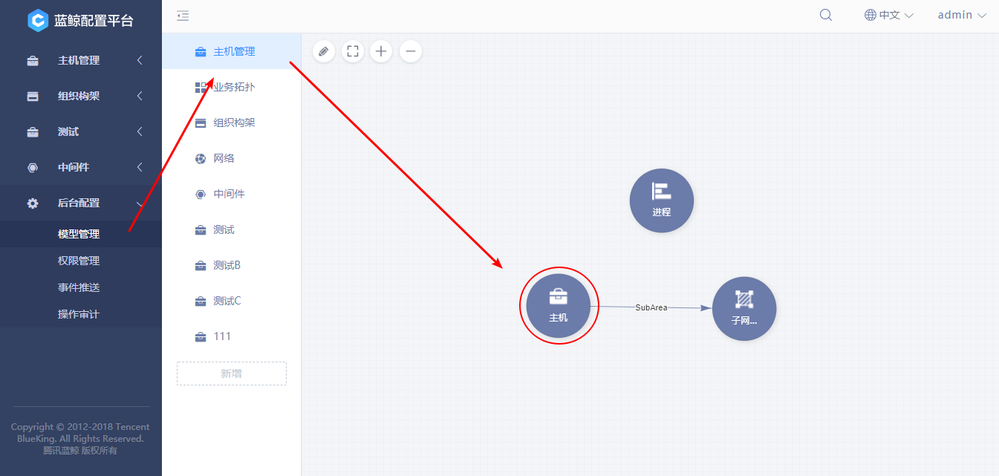 蓝鲸配置平台
主机管理
组织构架
测试
中间件
后台配置
模型管理
权限管理
事件推送
操作审计
Copyright © 2012-2018 Tencent
BlueKing. All Rights Reserved.
腾讯蓝鲸 版权所有
中文
admin
主机管理
业务拓扑
组织构架
网络
中间件
测试
测试B
测试C
111
新增
进程
主机
SubArea
子网...